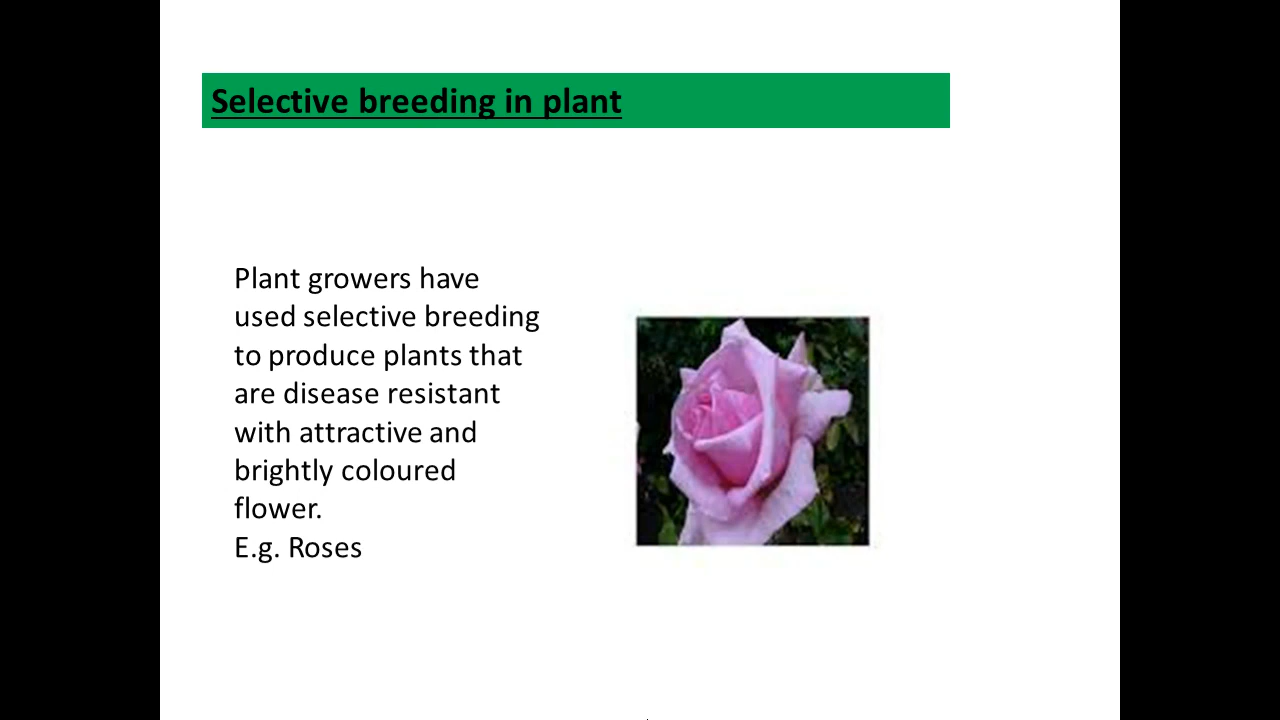 Selective breeding in plant
Plant growers have
used selective breeding
to produce plants that
are disease resistant
with attractive and
brightly coloured
flower.
E.g. Roses